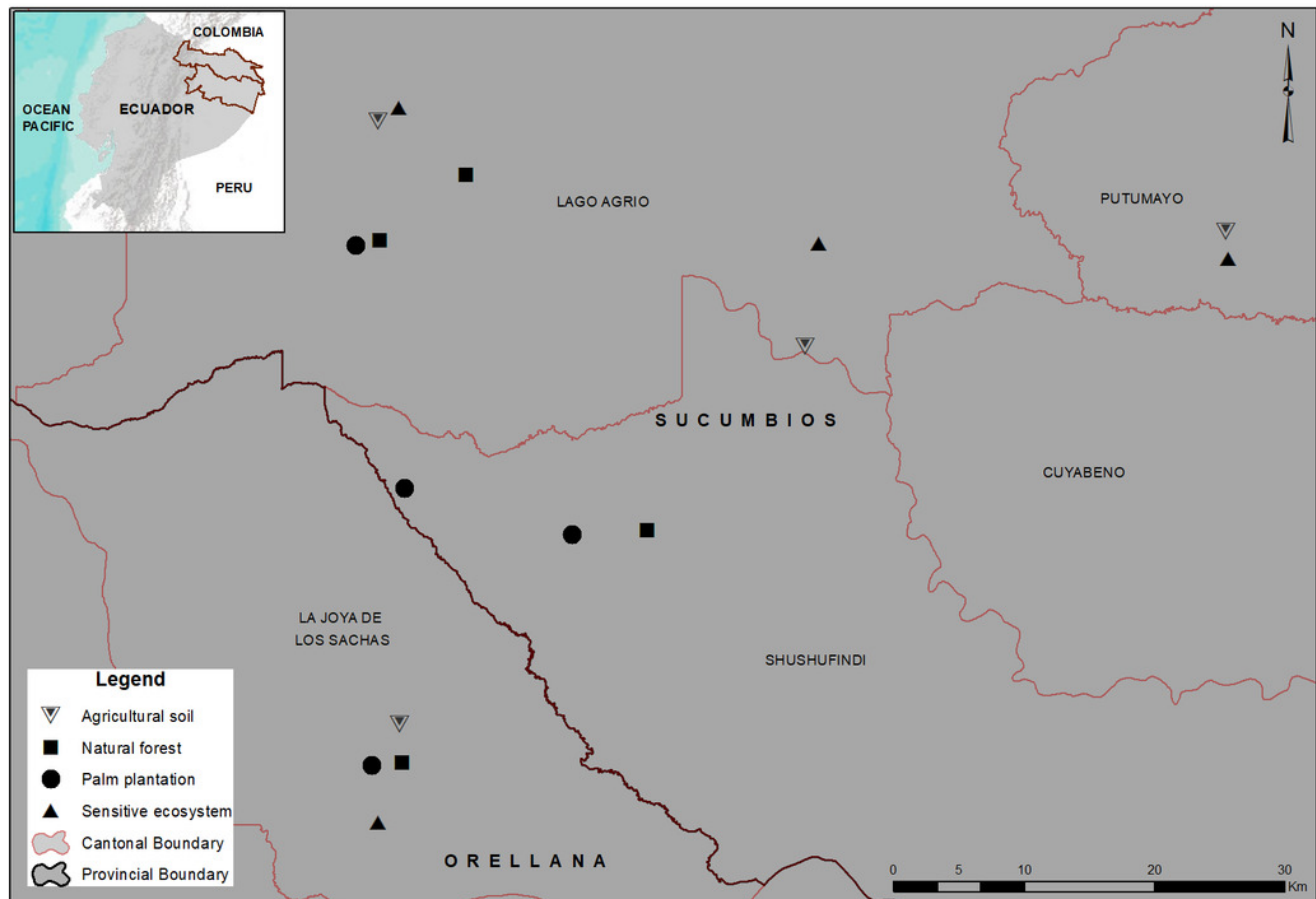 COLOMBIA
OCEAN
PACIFIC
ECUADOR
PERU
N
LAGO AGRIO
PUTUMAYO
SUCUMBIOS
CUYABENO
LA JOYA DE
LOS SACHAS
SHUSHUFINDI
ORELLANA
Legend
Agricultural soil
Natural forest
Palm plantation
Sensitive ecosystem
Cantonal Boundary
Provincial Boundary
0 5 10 20 30
Km